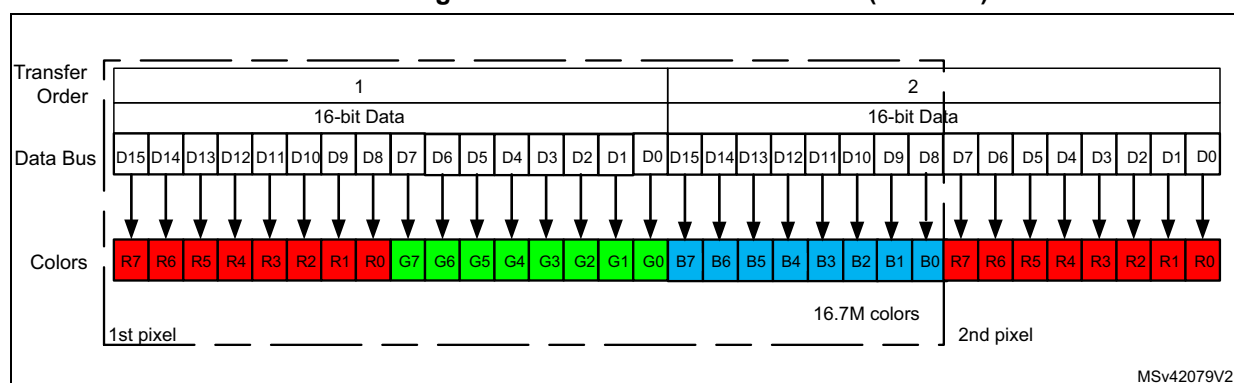 Transfer Order 1 2
16-bit Data 16-bit Data
Data Bus D15 D14 D13 D12 D11 D10 D9 D8 D7 D6 D5 D4 D3 D2 D1 D0 D15 D14 D13 D12 D11 D10 D9 D8 D7 D6 D5 D4 D3 D2 D1 D0
Colors R7 R6 R5 R4 R3 R2 R1 R0 G7 G6 G5 G4 G3 G2 G1 G0 B7 B6 B5 B4 B3 B2 B1 B0 R7 R6 R5 R4 R3 R2 R1 R0
16.7M colors
1st pixel 2nd pixel
MSv42079V2